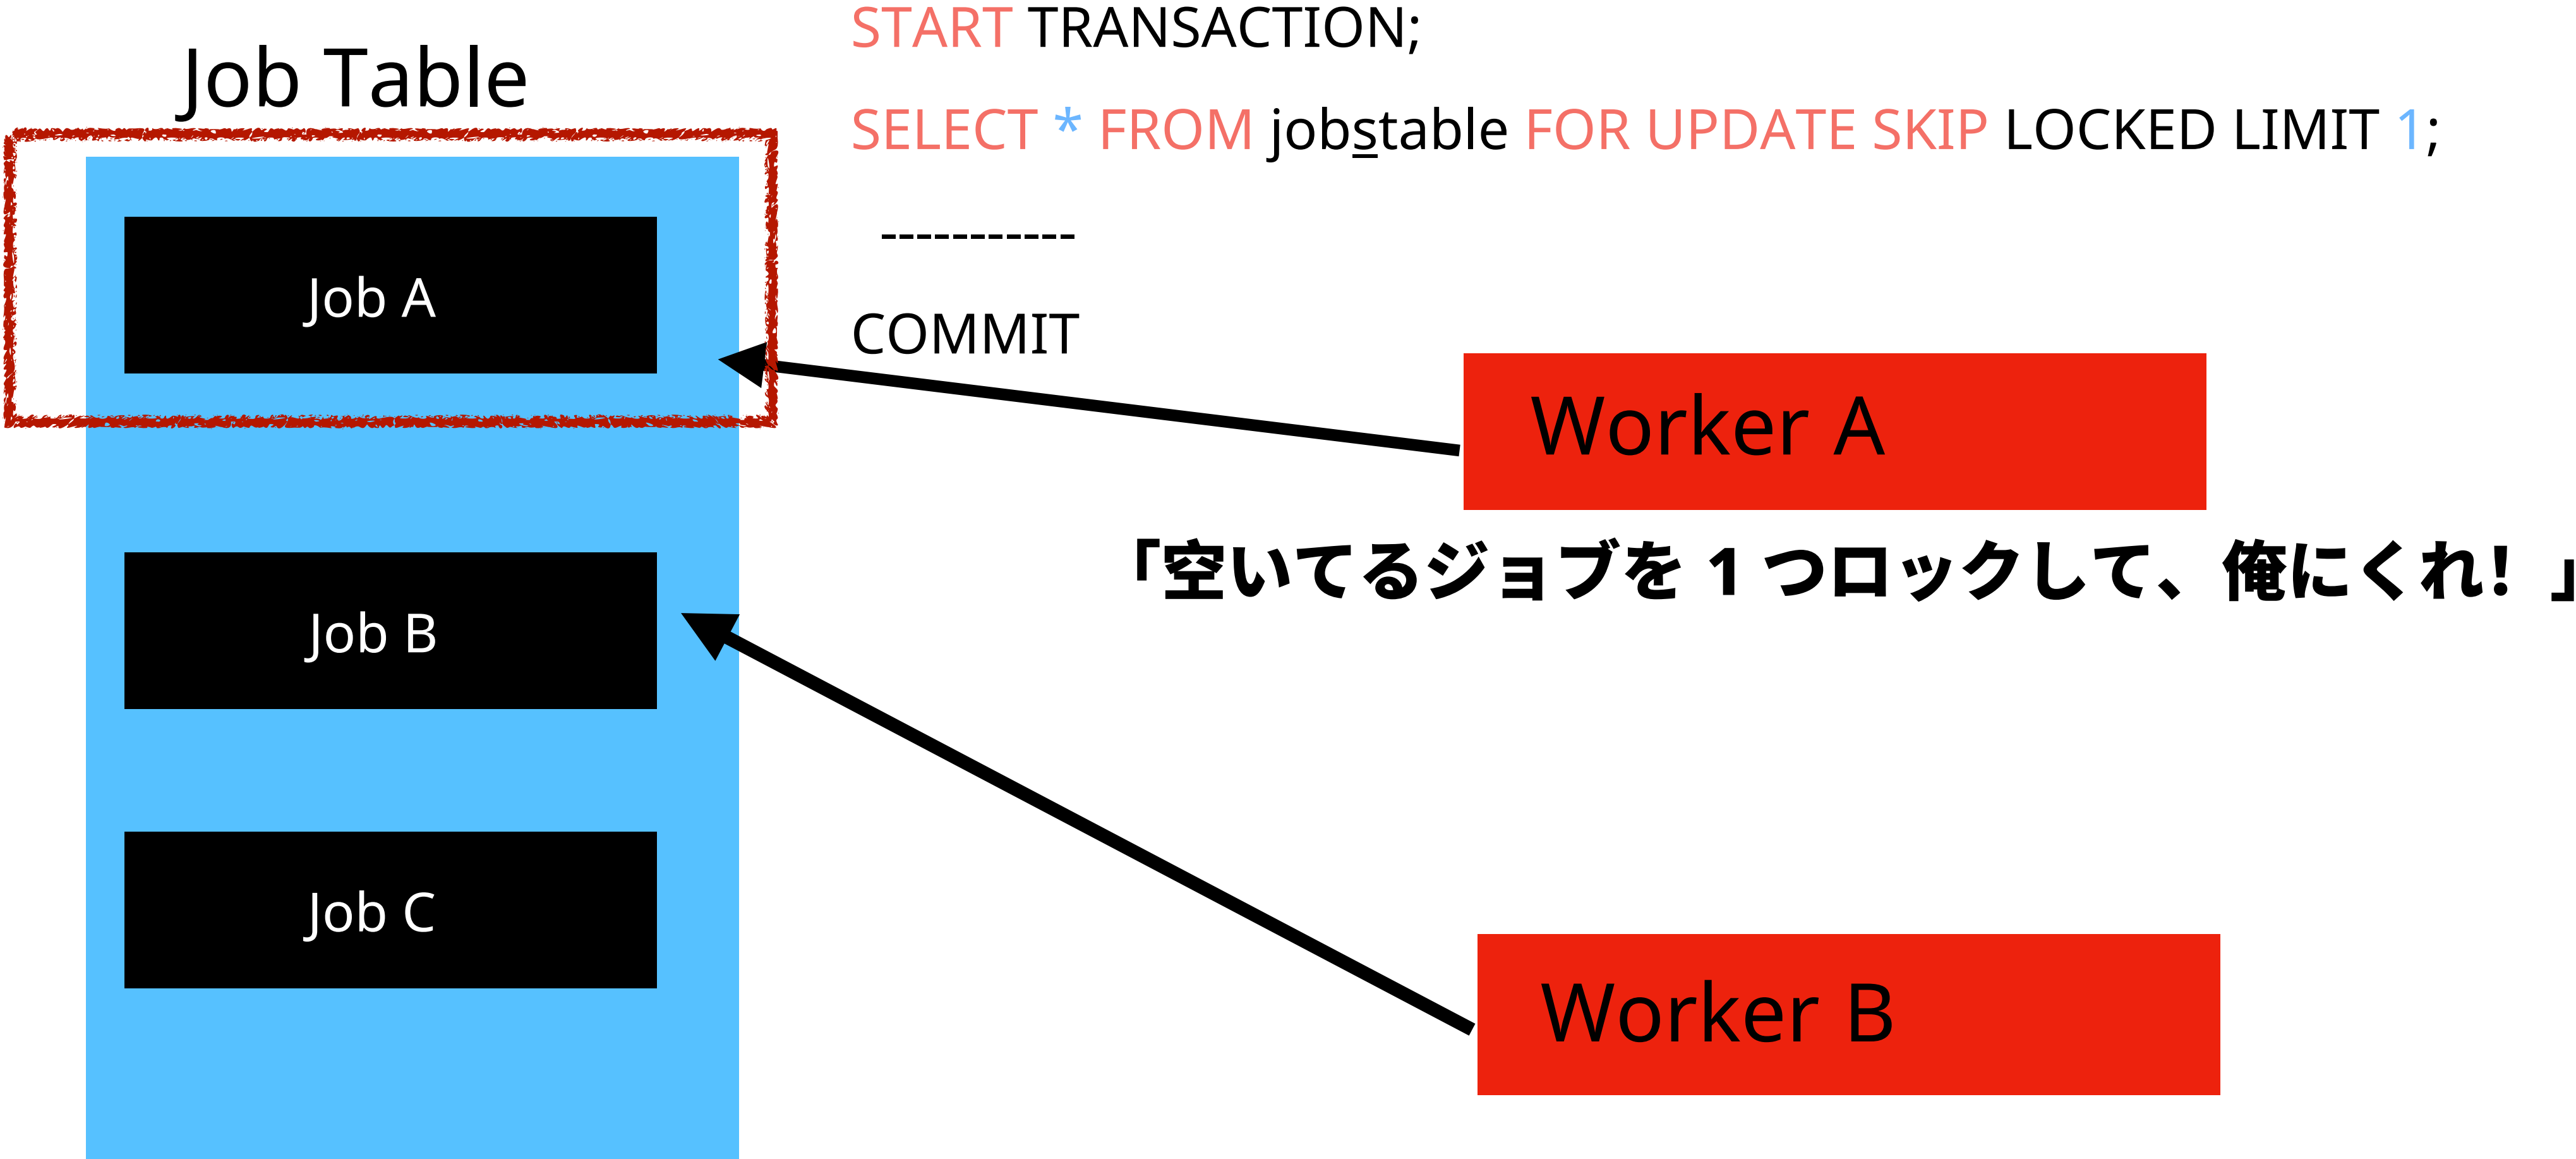 Job Table
START TRANSACTION;
SELECT * FROM jobstable FOR UPDATE SKIP LOCKED LIMIT 1;
-----------
COMMIT
Job A
Worker A
「空いてるジョブを 1 つロックして、俺にくれ！」
Job B
Job C
Worker B